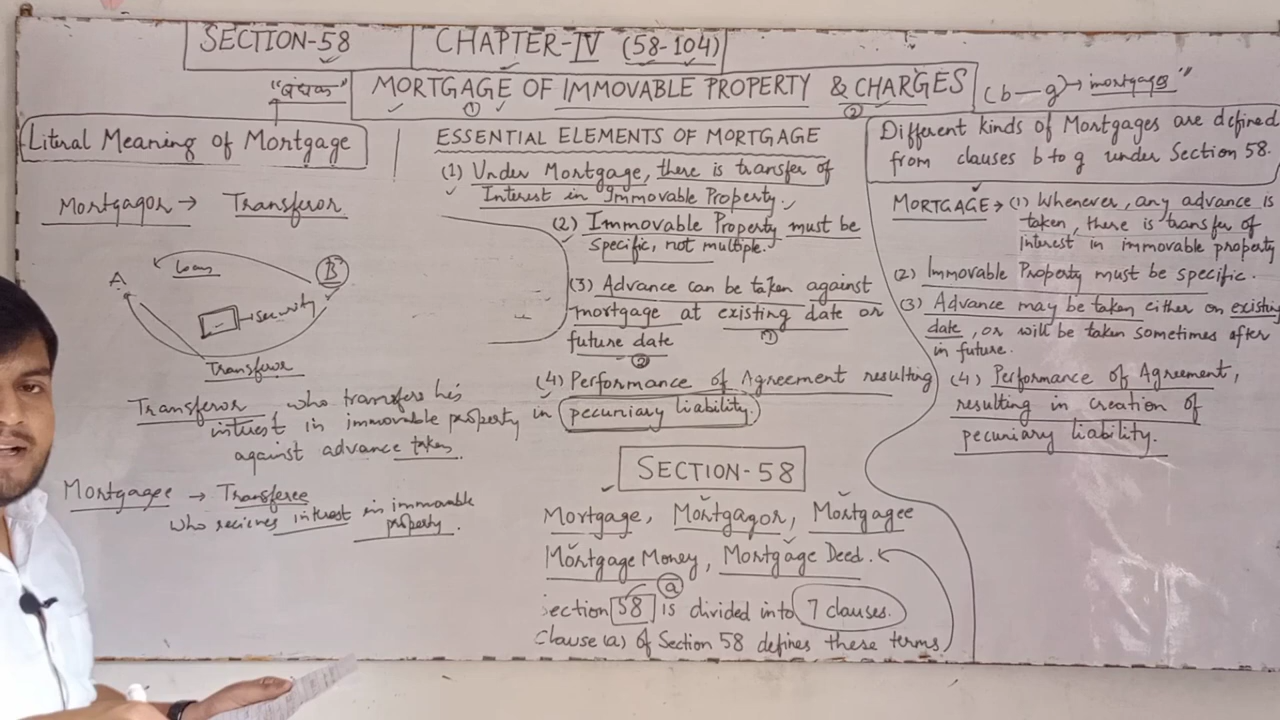 SECTION-58
CHAPTER-IV (58-104)
MORTGAGE OF IMMOVABLE PROPERTY & CHARGES
① ②
(b-g)→ mortgages"
"बंधक"
Literal Meaning of Mortgage
Mortgagor → Transferor
Loan
A
B
→ security
Transferor
Transferor, who transfers his
interest in immovable property
against advance taken.
Mortgagee → Transferee
who recieves interest in immovable
property.
ESSENTIAL ELEMENTS OF MORTGAGE
(1) Under Mortgage, there is transfer of
Interest in Immovable Property.
(2) Immovable Property must be
specific, not multiple.
(3) Advance can be taken against
mortgage at existing date or
①
future date
②
(4) Performance of Agreement resulting
in pecuniary liability.
SECTION-58
Mortgage, Mortgagor, Mortgagee
Mortgage Money, Mortgage Deed.
ⓐ
Section 58 is divided into 7 clauses.
Clause (a) of Section 58 defines these terms
Different kinds of Mortgages are defined
from clauses b to g under Section 58.
MORTGAGE → (1) Whenever, any advance is
taken, there is transfer of
interest in immovable property
(2) Immovable Property must be specific.
(3) Advance may be taken either on existing
date, or will be taken sometimes after
in future.
(4) Performance of Agreement,
resulting in creation of
pecuniary liability.